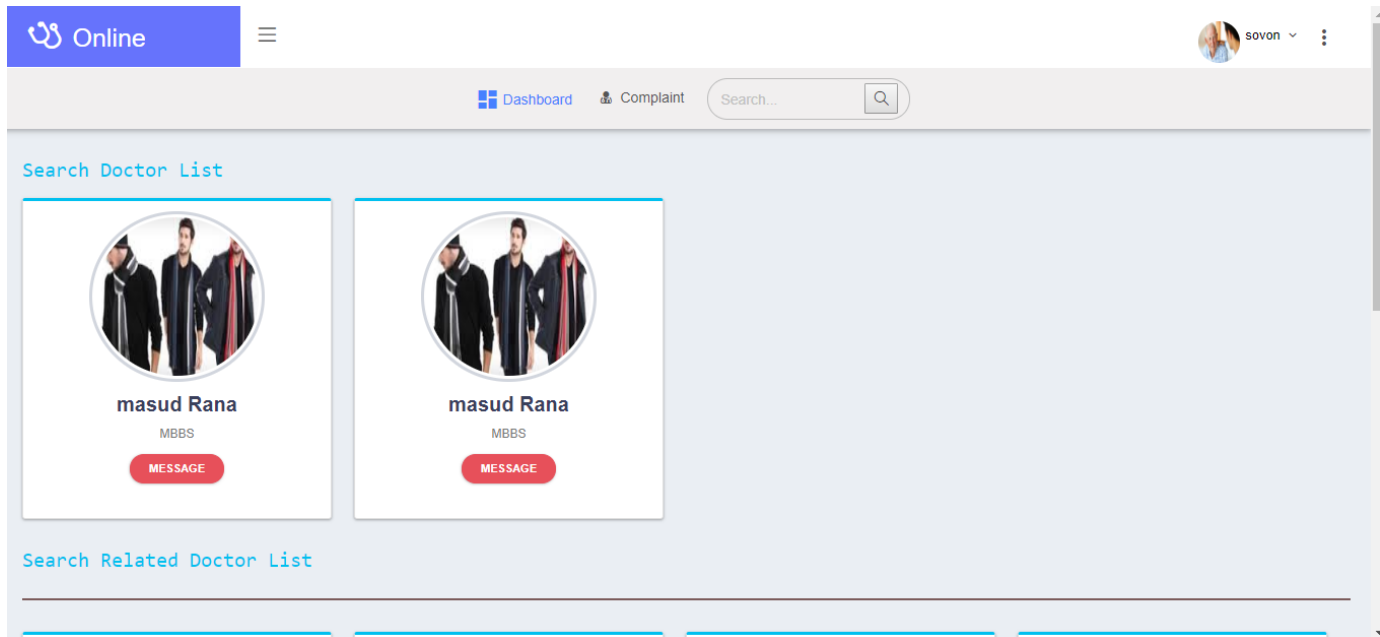 Online
sovon
Dashboard Complaint Search...
Search Doctor List
masud Rana masud Rana
MBBS MBBS
MESSAGE MESSAGE
Search Related Doctor List